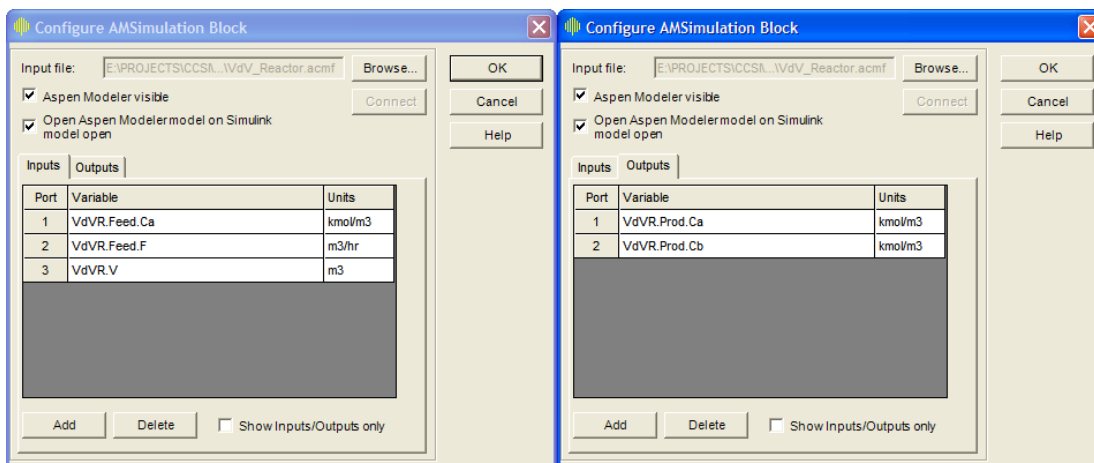 Configure AMSimulation Block
Input file: E:\PROJECTS\CCSI\...\VdV_Reactor.acmf Browse... OK
Aspen Modeler visible Connect Cancel
Open Aspen Modeler model on Simulink
model open Help
Inputs Outputs
Port Variable Units
1 VdVR.Feed.Ca kmol/m3
2 VdVR.Feed.F m3/hr
3 VdVR.V m3
Add Delete Show Inputs/Outputs only
Configure AMSimulation Block
Input file: E:\PROJECTS\CCSI\...\VdV_Reactor.acmf Browse... OK
Aspen Modeler visible Connect Cancel
Open Aspen Modeler model on Simulink
model open Help
Inputs Outputs
Port Variable Units
1 VdVR.Prod.Ca kmol/m3
2 VdVR.Prod.Cb kmol/m3
Add Delete Show Inputs/Outputs only